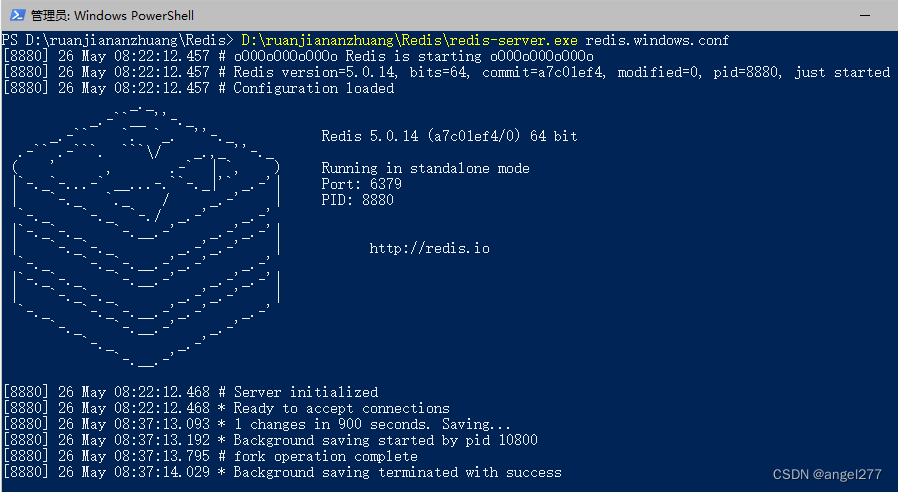 管理员: Windows PowerShell
PS D:\ruanjiananzhuang\Redis> D:\ruanjiananzhuang\Redis\redis-server.exe redis.windows.conf
[8880] 26 May 08:22:12.457 # oO0OoO0OoO0Oo Redis is starting oO0OoO0OoO0Oo
[8880] 26 May 08:22:12.457 # Redis version=5.0.14, bits=64, commit=a7c01ef4, modified=0, pid=8880, just started
[8880] 26 May 08:22:12.457 # Configuration loaded
Redis 5.0.14 (a7c01ef4/0) 64 bit
Running in standalone mode
Port: 6379
PID: 8880
http://redis.io
[8880] 26 May 08:22:12.468 # Server initialized
[8880] 26 May 08:22:12.468 * Ready to accept connections
[8880] 26 May 08:37:13.093 * 1 changes in 900 seconds. Saving...
[8880] 26 May 08:37:13.192 * Background saving started by pid 10800
[8880] 26 May 08:37:13.795 # fork operation complete
[8880] 26 May 08:37:14.029 * Background saving terminated with success
CSDN @angel277